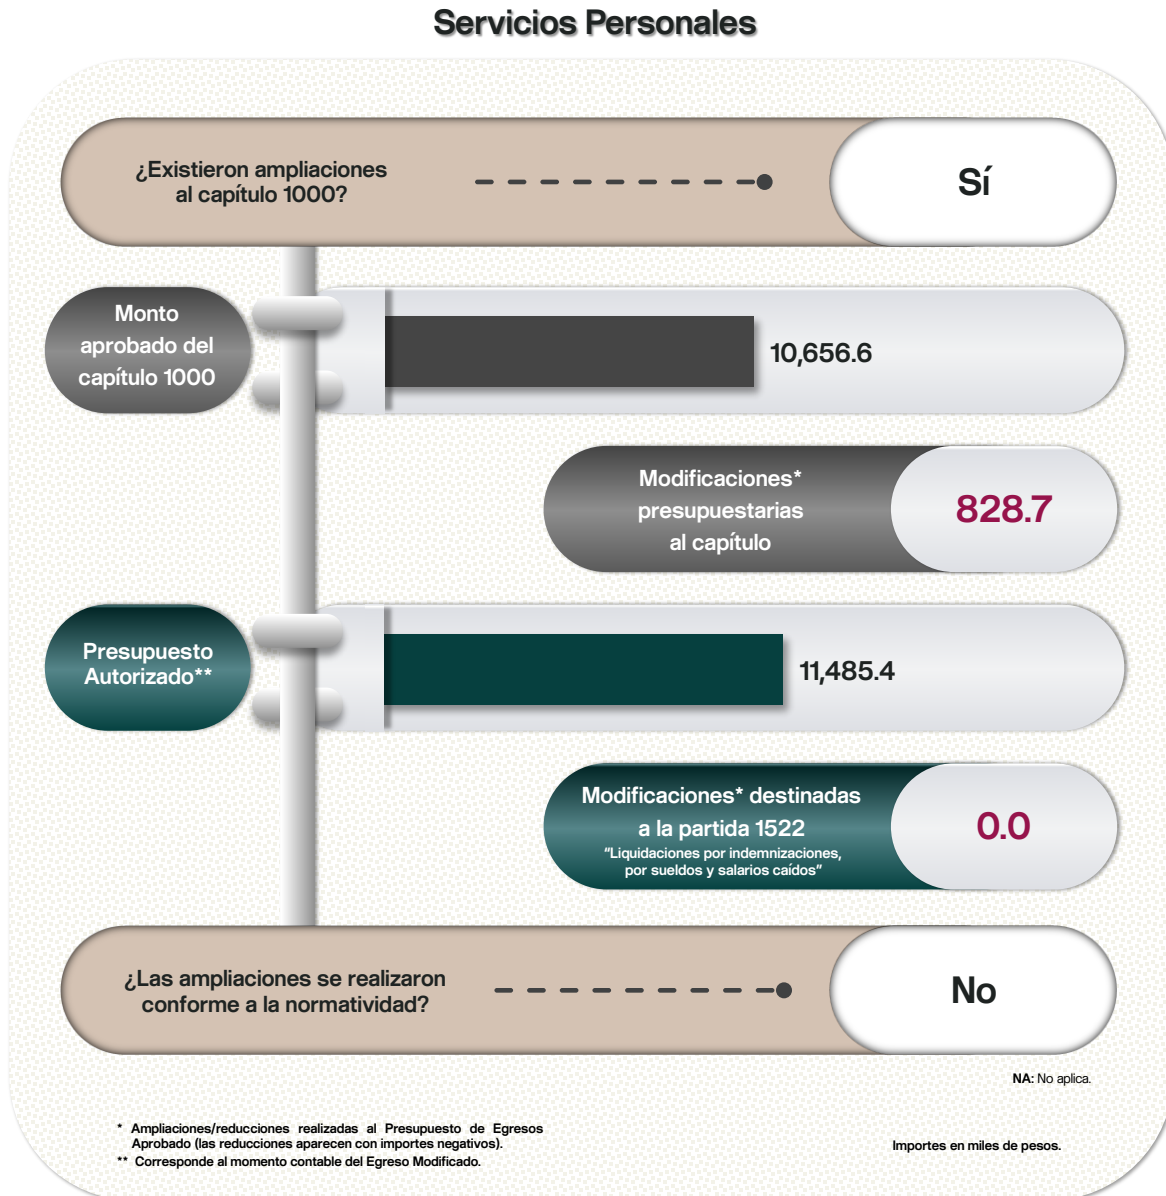 Servicios Personales
¿Existieron ampliaciones
al capítulo 1000?
Sí
Monto
aprobado del
capítulo 1000
10,656.6
Modificaciones*
presupuestarias
al capítulo
828.7
Presupuesto
Autorizado**
11,485.4
Modificaciones* destinadas
a la partida 1522
"Liquidaciones por indemnizaciones,
por sueldos y salarios caídos"
0.0
¿Las ampliaciones se realizaron
conforme a la normatividad?
No
NA: No aplica.
* Ampliaciones/reducciones realizadas al Presupuesto de Egresos
Aprobado (las reducciones aparecen con importes negativos).
** Corresponde al momento contable del Egreso Modificado.
Importes en miles de pesos.